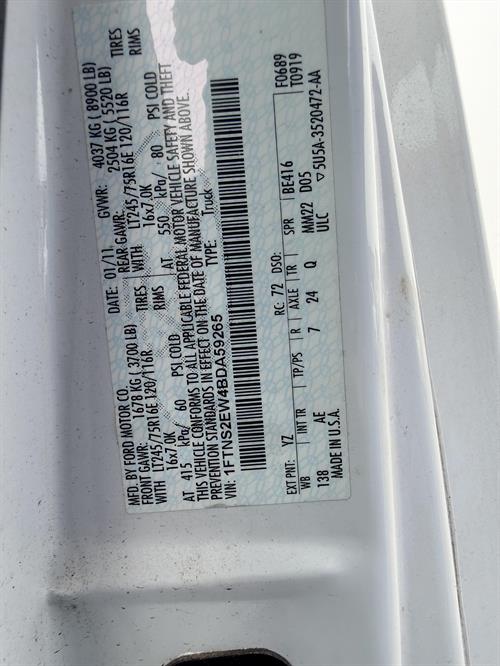 MFD. BY FORD MOTOR CO.
DATE: 01/11 GVWR: 4037 KG ( 8900 LB)
FRONT GAWR: 1678 KG ( 3700 LB) REAR GAWR: 2504 KG ( 5520 LB)
WITH LT245/75R16E 120/116R TIRES WITH LT245/75R16E 120/116R TIRES
16x7.0K RIMS 16x7.0K RIMS
AT 415 kPa/ 60 PSI COLD AT 550 kPa/ 80 PSI COLD
THIS VEHICLE CONFORMS TO ALL APPLICABLE FEDERAL MOTOR VEHICLE SAFETY AND THEFT
PREVENTION STANDARDS IN EFFECT ON THE DATE OF MANUFACTURE SHOWN ABOVE.
VIN: 1FTNS2EW4BDA59265 TYPE: Truck
F0689
T0919
EXT PNT: YZ RC: 72 DSO:
WB INT TR TP/PS R AXLE TR SPR BE416
138 AE 7 24 Q MM22 D05
MADE IN U.S.A. ULC ▽5U5A-3520472-AA